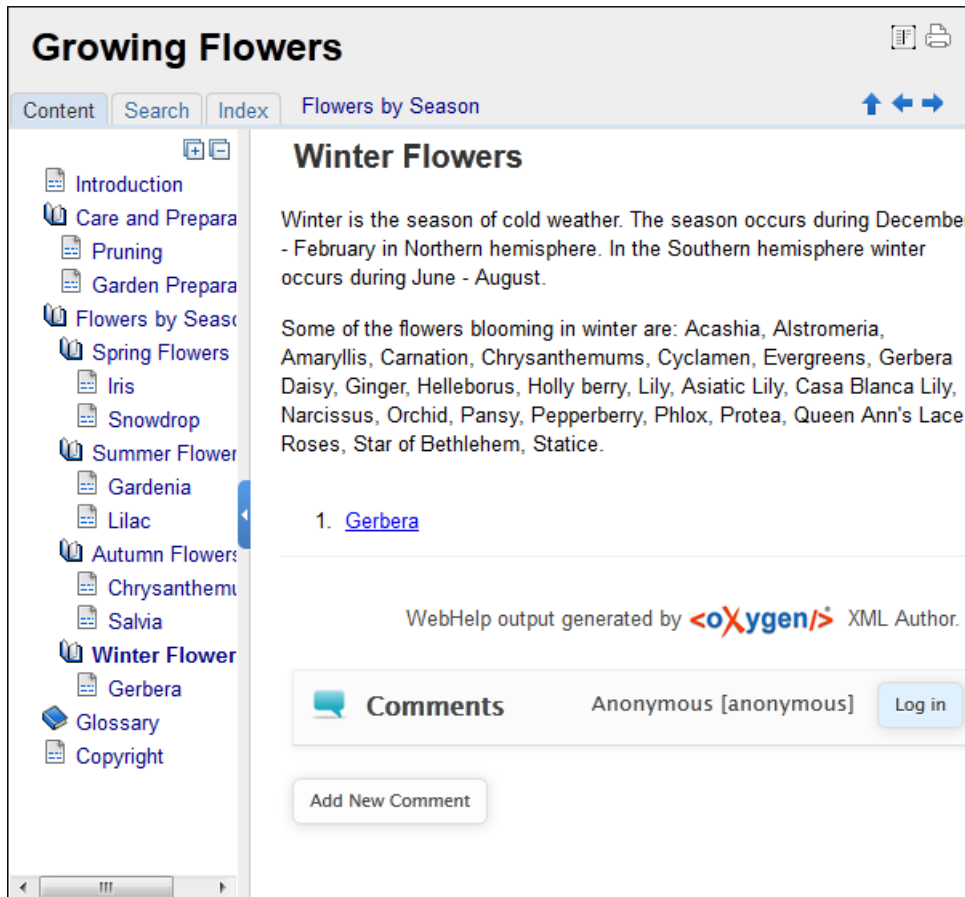 Growing Flowers
Content Search Index Flowers by Season
Introduction
Care and Prepara
Pruning
Garden Prepara
Flowers by Seaso
Spring Flowers
Iris
Snowdrop
Summer Flower
Gardenia
Lilac
Autumn Flowers
Chrysanthemu
Salvia
Winter Flower
Gerbera
Glossary
Copyright
Winter Flowers
Winter is the season of cold weather. The season occurs during December
- February in Northern hemisphere. In the Southern hemisphere winter
occurs during June - August.
Some of the flowers blooming in winter are: Acashia, Alstromeria,
Amaryllis, Carnation, Chrysanthemums, Cyclamen, Evergreens, Gerbera
Daisy, Ginger, Helleborus, Holly berry, Lily, Asiatic Lily, Casa Blanca Lily,
Narcissus, Orchid, Pansy, Pepperberry, Phlox, Protea, Queen Ann's Lace
Roses, Star of Bethlehem, Statice.
1. Gerbera
WebHelp output generated by <oXygen/> XML Author.
Comments Anonymous [anonymous] Log in
Add New Comment